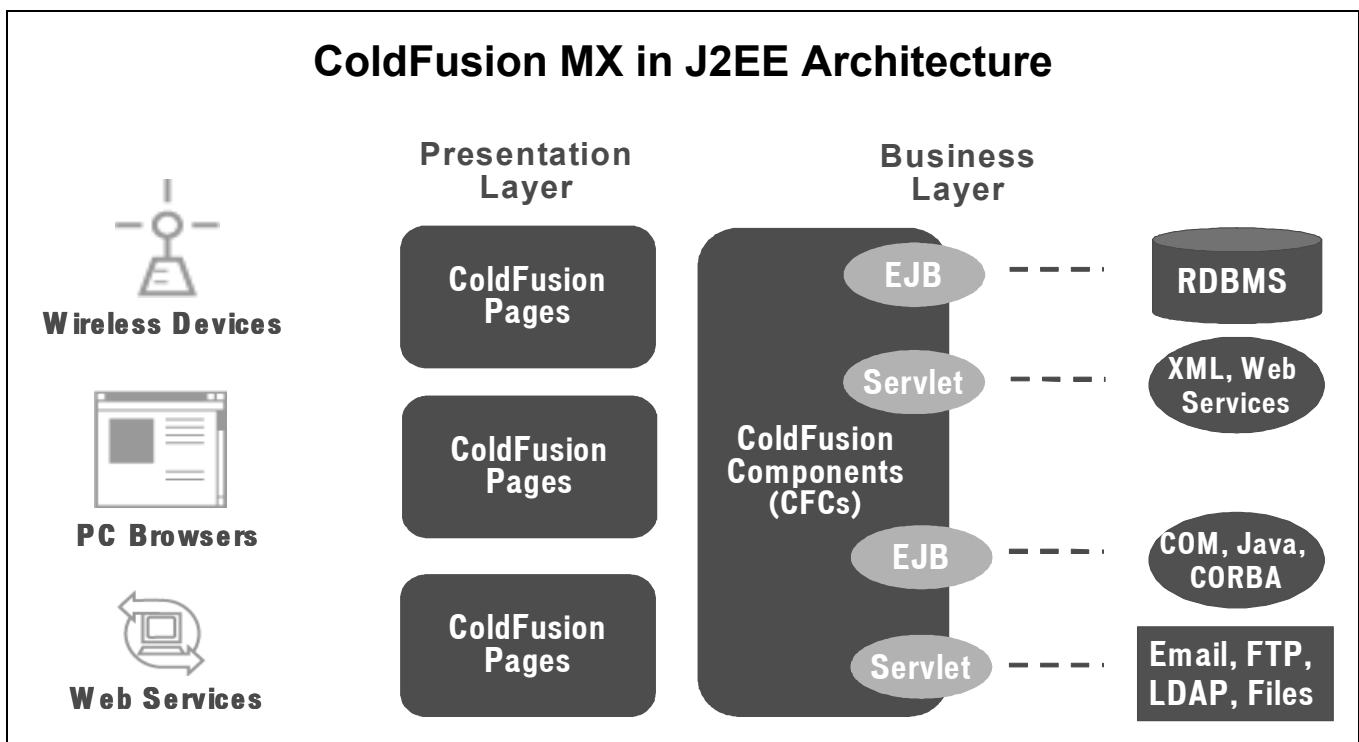 ColdFusion MX in J2EE Architecture
Presentation
Layer
Business
Layer
Wireless Devices
ColdFusion
Pages
EJB
RDBMS
Servlet
XML, Web
Services
PC Browsers
ColdFusion
Pages
ColdFusion
Components
(CFCs)
EJB
COM, Java,
CORBA
Web Services
ColdFusion
Pages
Servlet
Email, FTP,
LDAP, Files